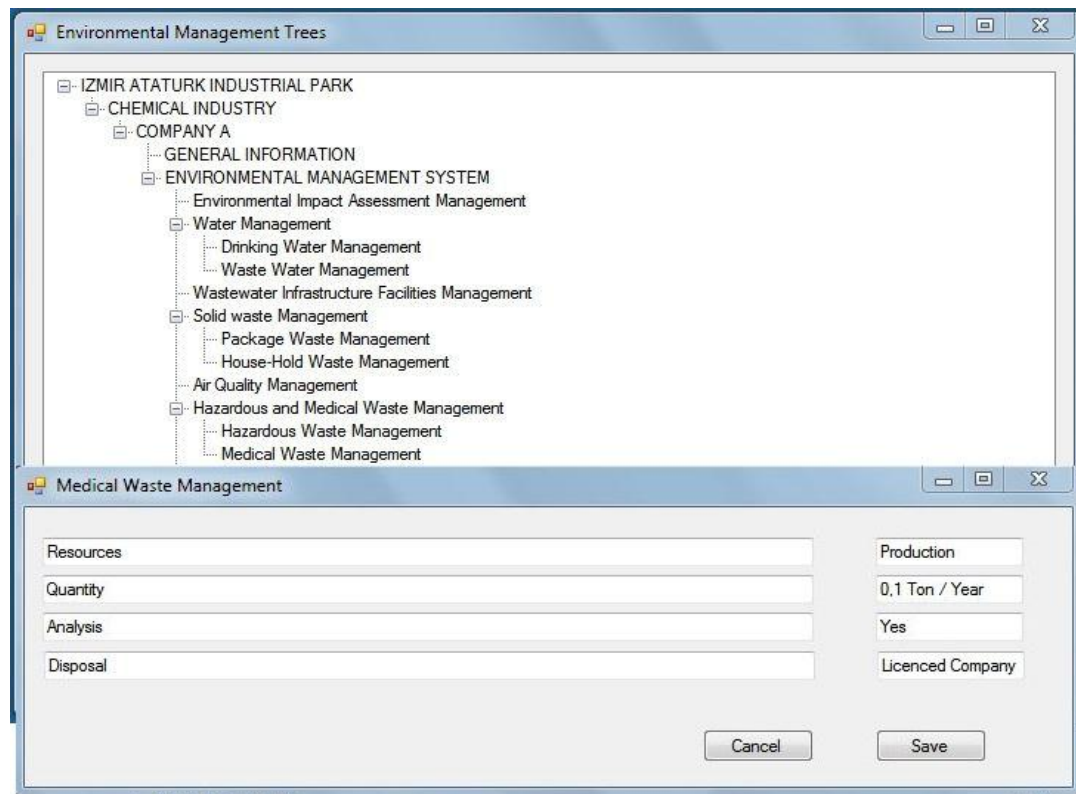 Environmental Management Trees
IZMIR ATATURK INDUSTRIAL PARK
CHEMICAL INDUSTRY
COMPANY A
GENERAL INFORMATION
ENVIRONMENTAL MANAGEMENT SYSTEM
Environmental Impact Assessment Management
Water Management
Drinking Water Management
Waste Water Management
Wastewater Infrastructure Facilities Management
Solid waste Management
Package Waste Management
House-Hold Waste Management
Air Quality Management
Hazardous and Medical Waste Management
Hazardous Waste Management
Medical Waste Management
Medical Waste Management
Resources Production
Quantity 0,1 Ton / Year
Analysis Yes
Disposal Licenced Company
Cancel Save